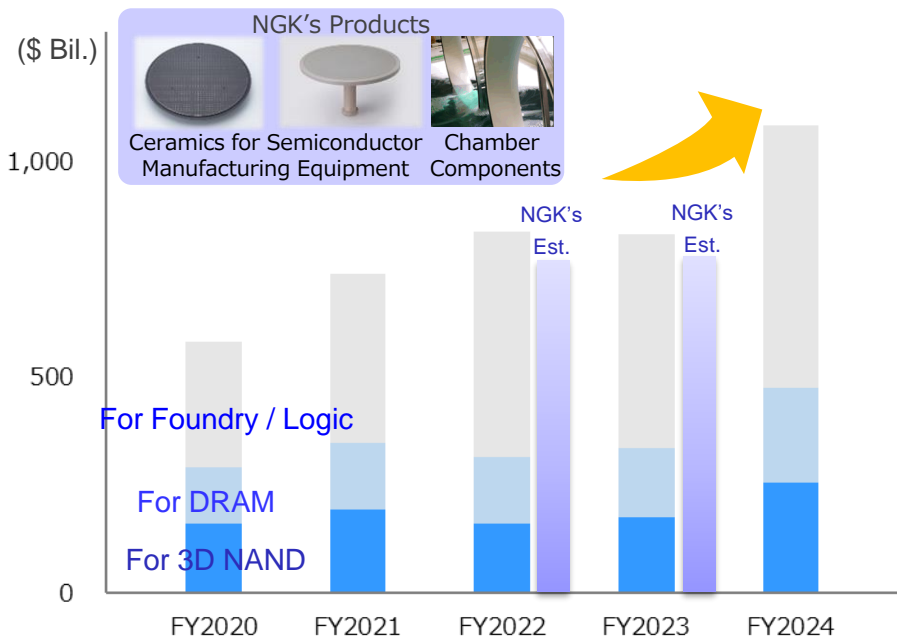 NGK's Products
($ Bil.)
Ceramics for Semiconductor
Manufacturing Equipment
Chamber
Components
1,000
NGK's
Est.
NGK's
Est.
500
For Foundry / Logic
For DRAM
For 3D NAND
0
FY2020
FY2021
FY2022
FY2023
FY2024